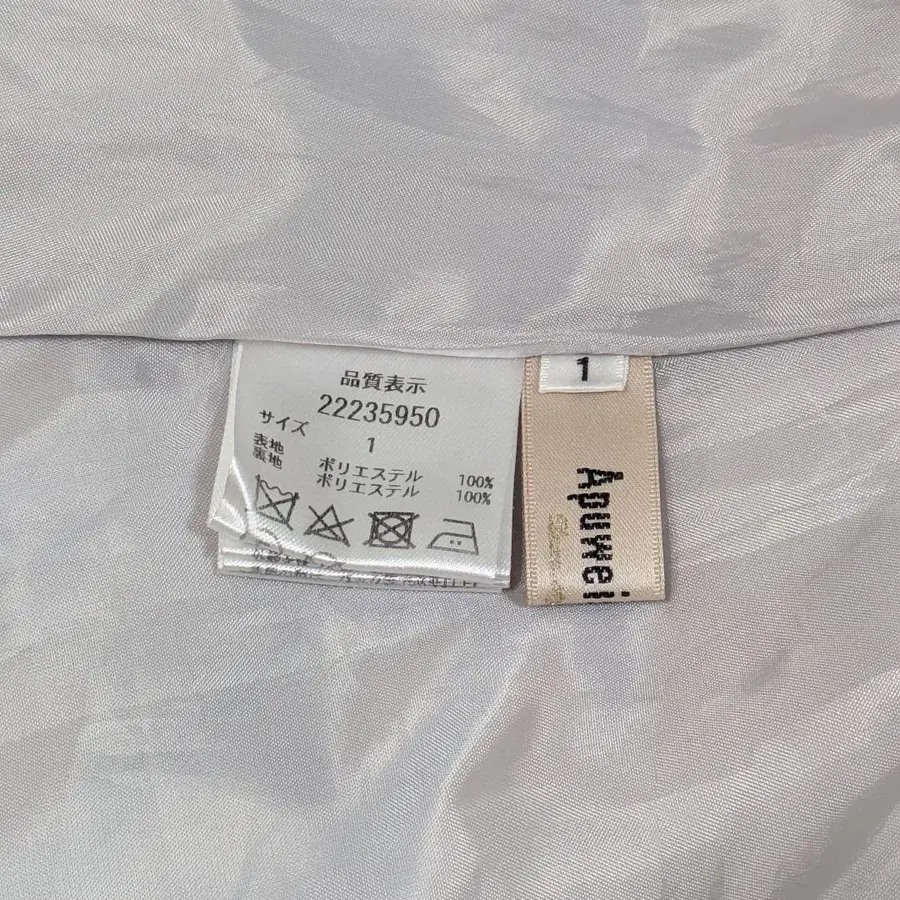 品質表示
22235950
サイズ 1
表地 ポリエステル 100%
裏地 ポリエステル 100%
1
Apuwei